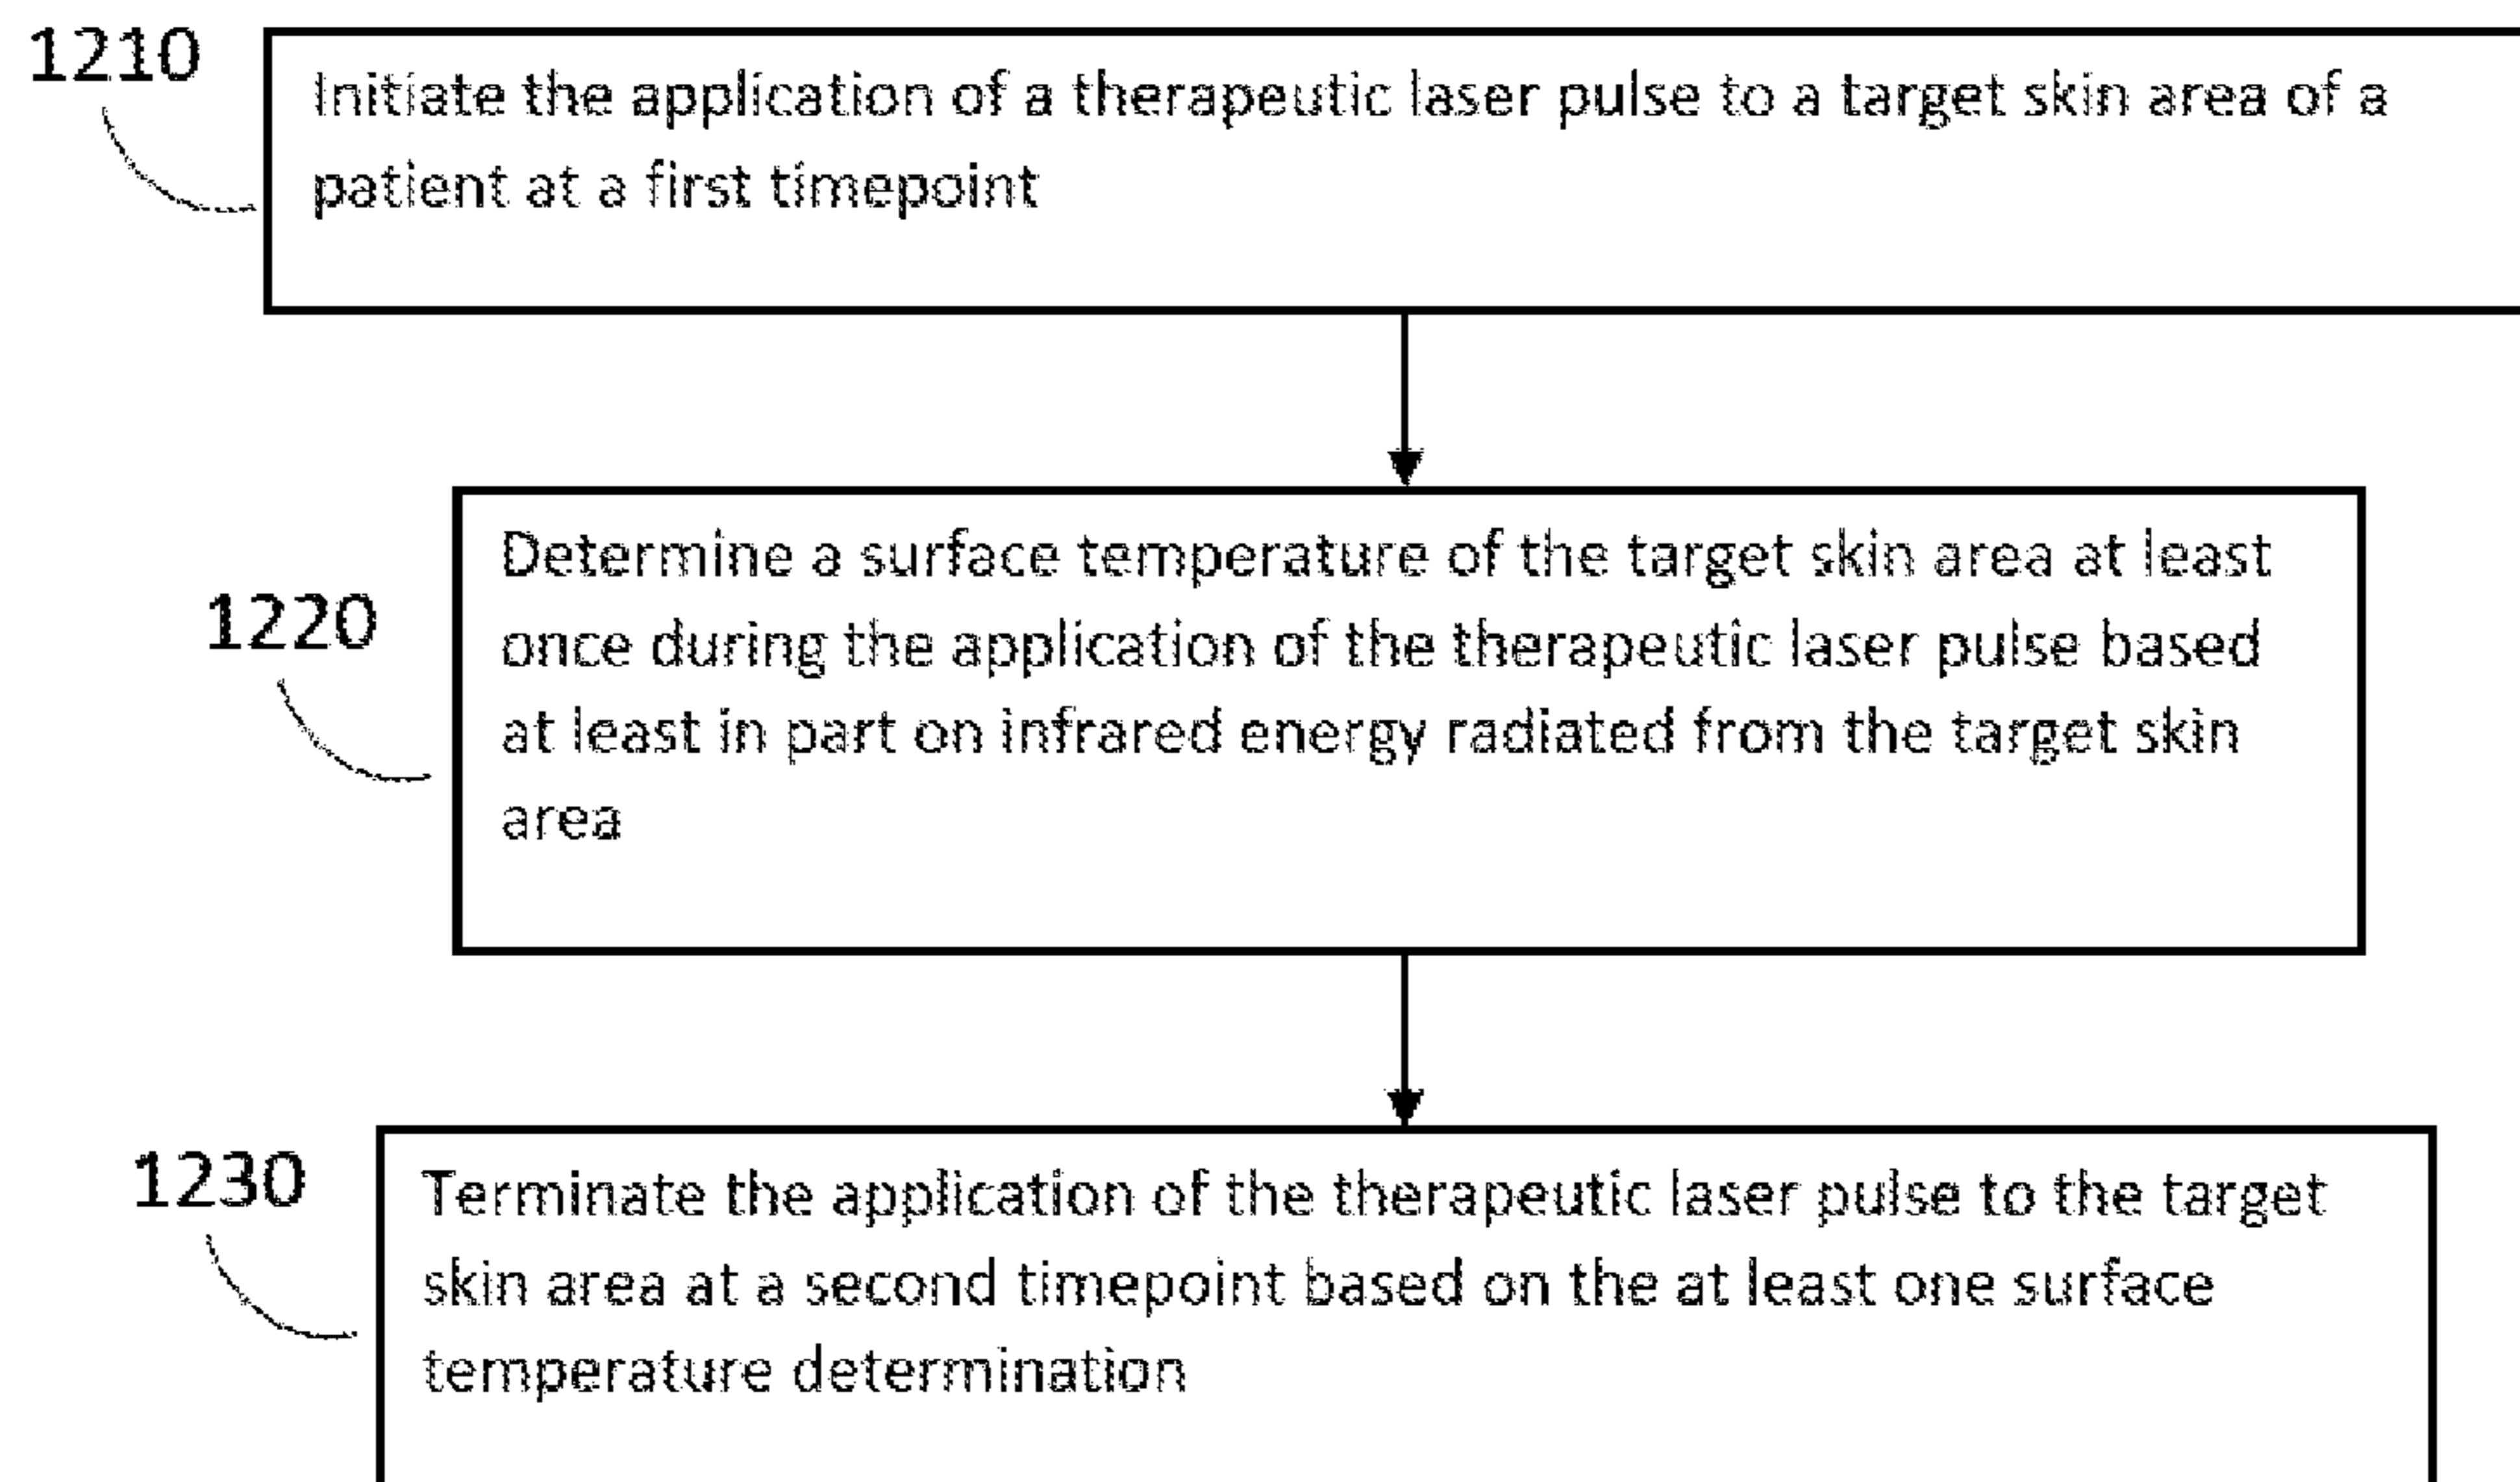 1210
Initiate the application of a therapeutic laser pulse to a target skin area of a
patient at a first timepoint
1220
Determine a surface temperature of the target skin area at least
once during the application of the therapeutic laser pulse based
at least in part on infrared energy radiated from the target skin
area
1230
Terminate the application of the therapeutic laser pulse to the target
skin area at a second timepoint based on the at least one surface
temperature determination